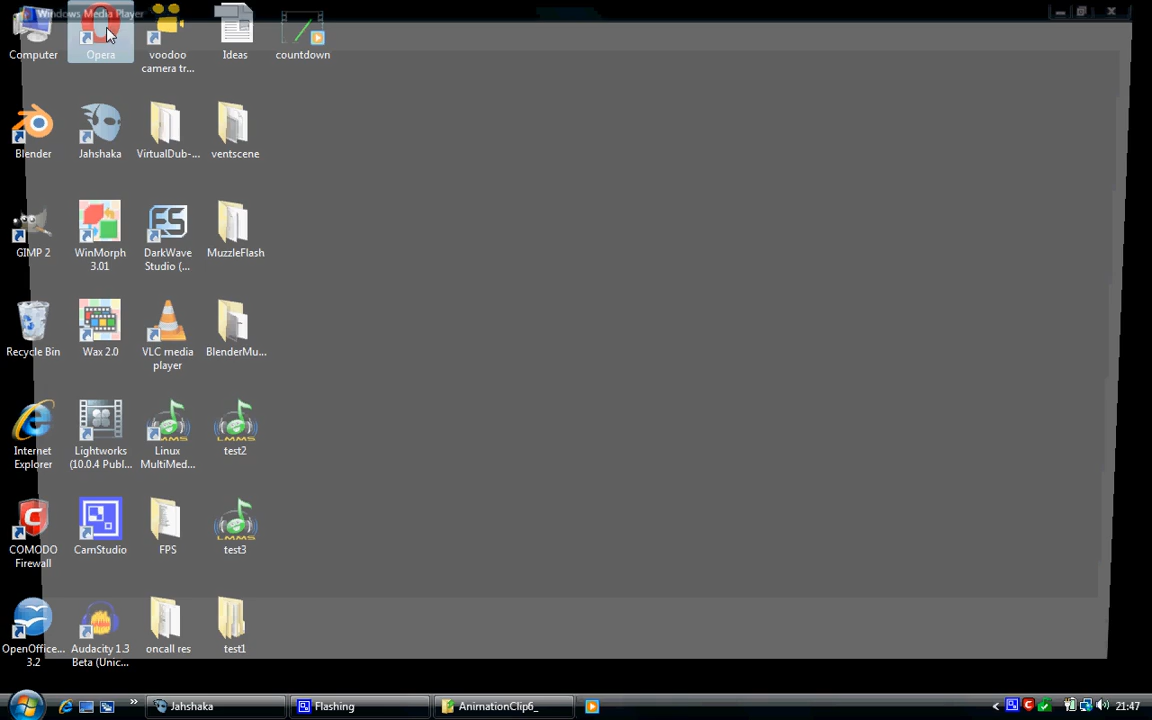 Windows Media Player
Computer
Opera
voodoo
camera tr...
Ideas
countdown
Blender
Jahshaka
VirtualDub-...
ventscene
GIMP 2
WinMorph
3.01
DarkWave
Studio (...
MuzzleFlash
Recycle Bin
Wax 2.0
VLC media
player
BlenderMu...
Internet
Explorer
Lightworks
(10.0.4 Publ...
Linux
MultiMed...
LMMS
test2
COMODO
Firewall
CamStudio
FPS
LMMS
test3
OpenOffice...
3.2
Audacity 1.3
Beta (Unic...
oncall res
test1
Jahshaka
Flashing
AnimationClip6_
21:47